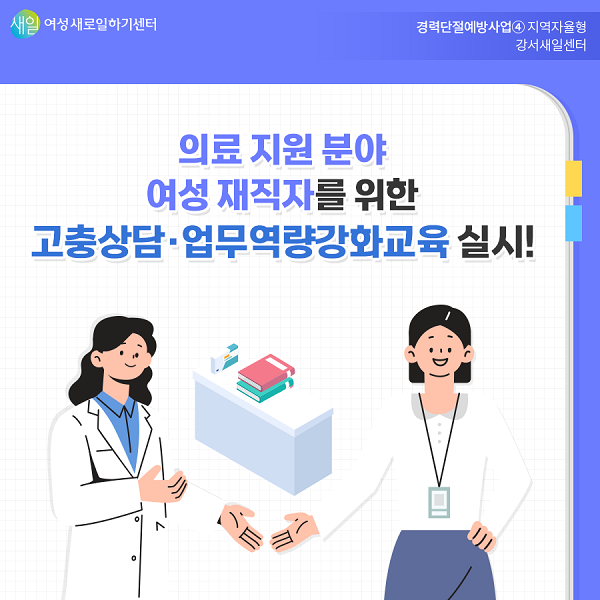 새일 여성새로일하기센터
경력단절예방사업④ 지역자율형
강서새일센터
의료 지원 분야
여성 재직자를 위한
고충상담·업무역량강화교육 실시!